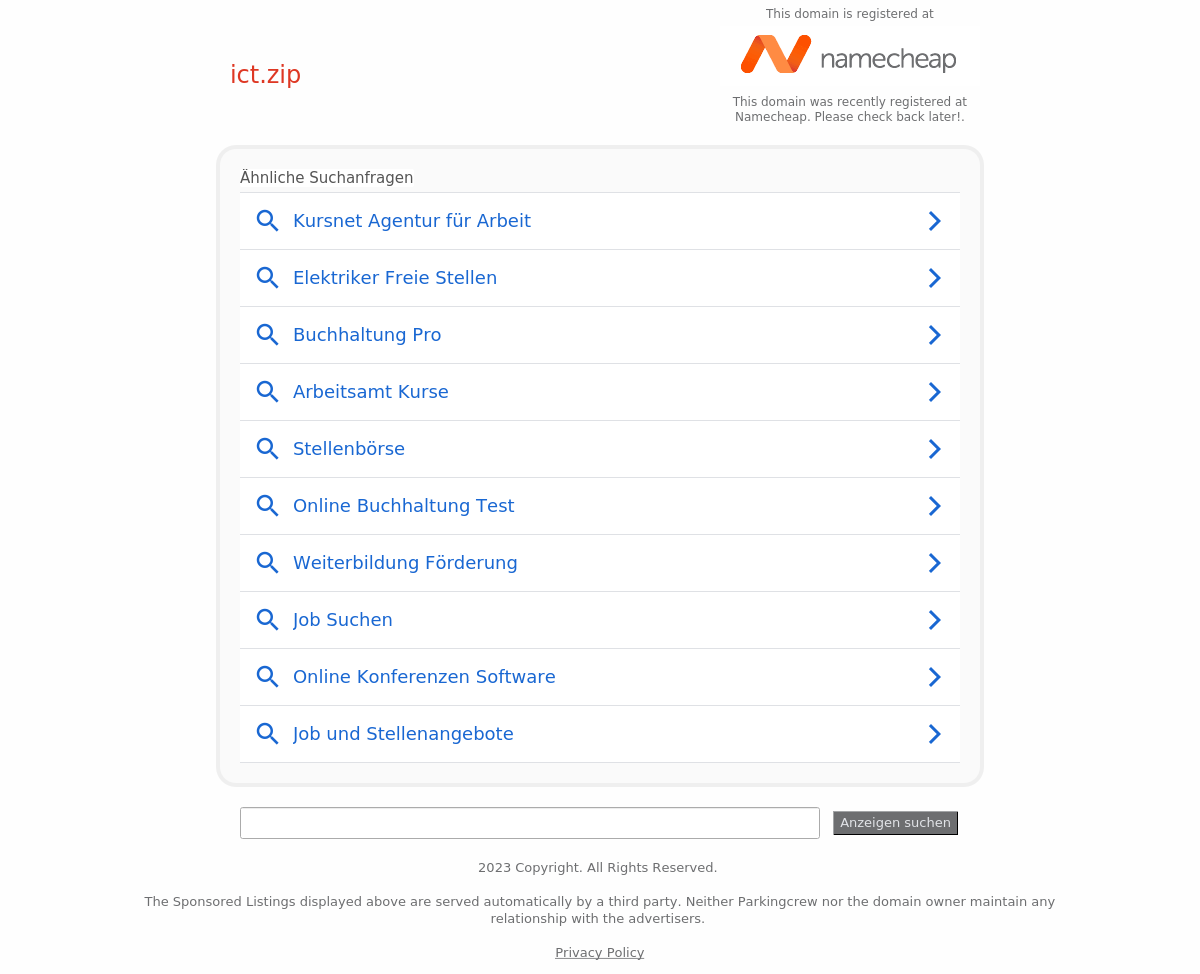 This domain is registered at
namecheap
ict.zip
This domain was recently registered at
Namecheap. Please check back later!.
Ähnliche Suchanfragen
Kursnet Agentur für Arbeit
Elektriker Freie Stellen
Buchhaltung Pro
Arbeitsamt Kurse
Stellenbörse
Online Buchhaltung Test
Weiterbildung Förderung
Job Suchen
Online Konferenzen Software
Job und Stellenangebote
Anzeigen suchen
2023 Copyright. All Rights Reserved.
The Sponsored Listings displayed above are served automatically by a third party. Neither Parkingcrew nor the domain owner maintain any
relationship with the advertisers.
Privacy Policy